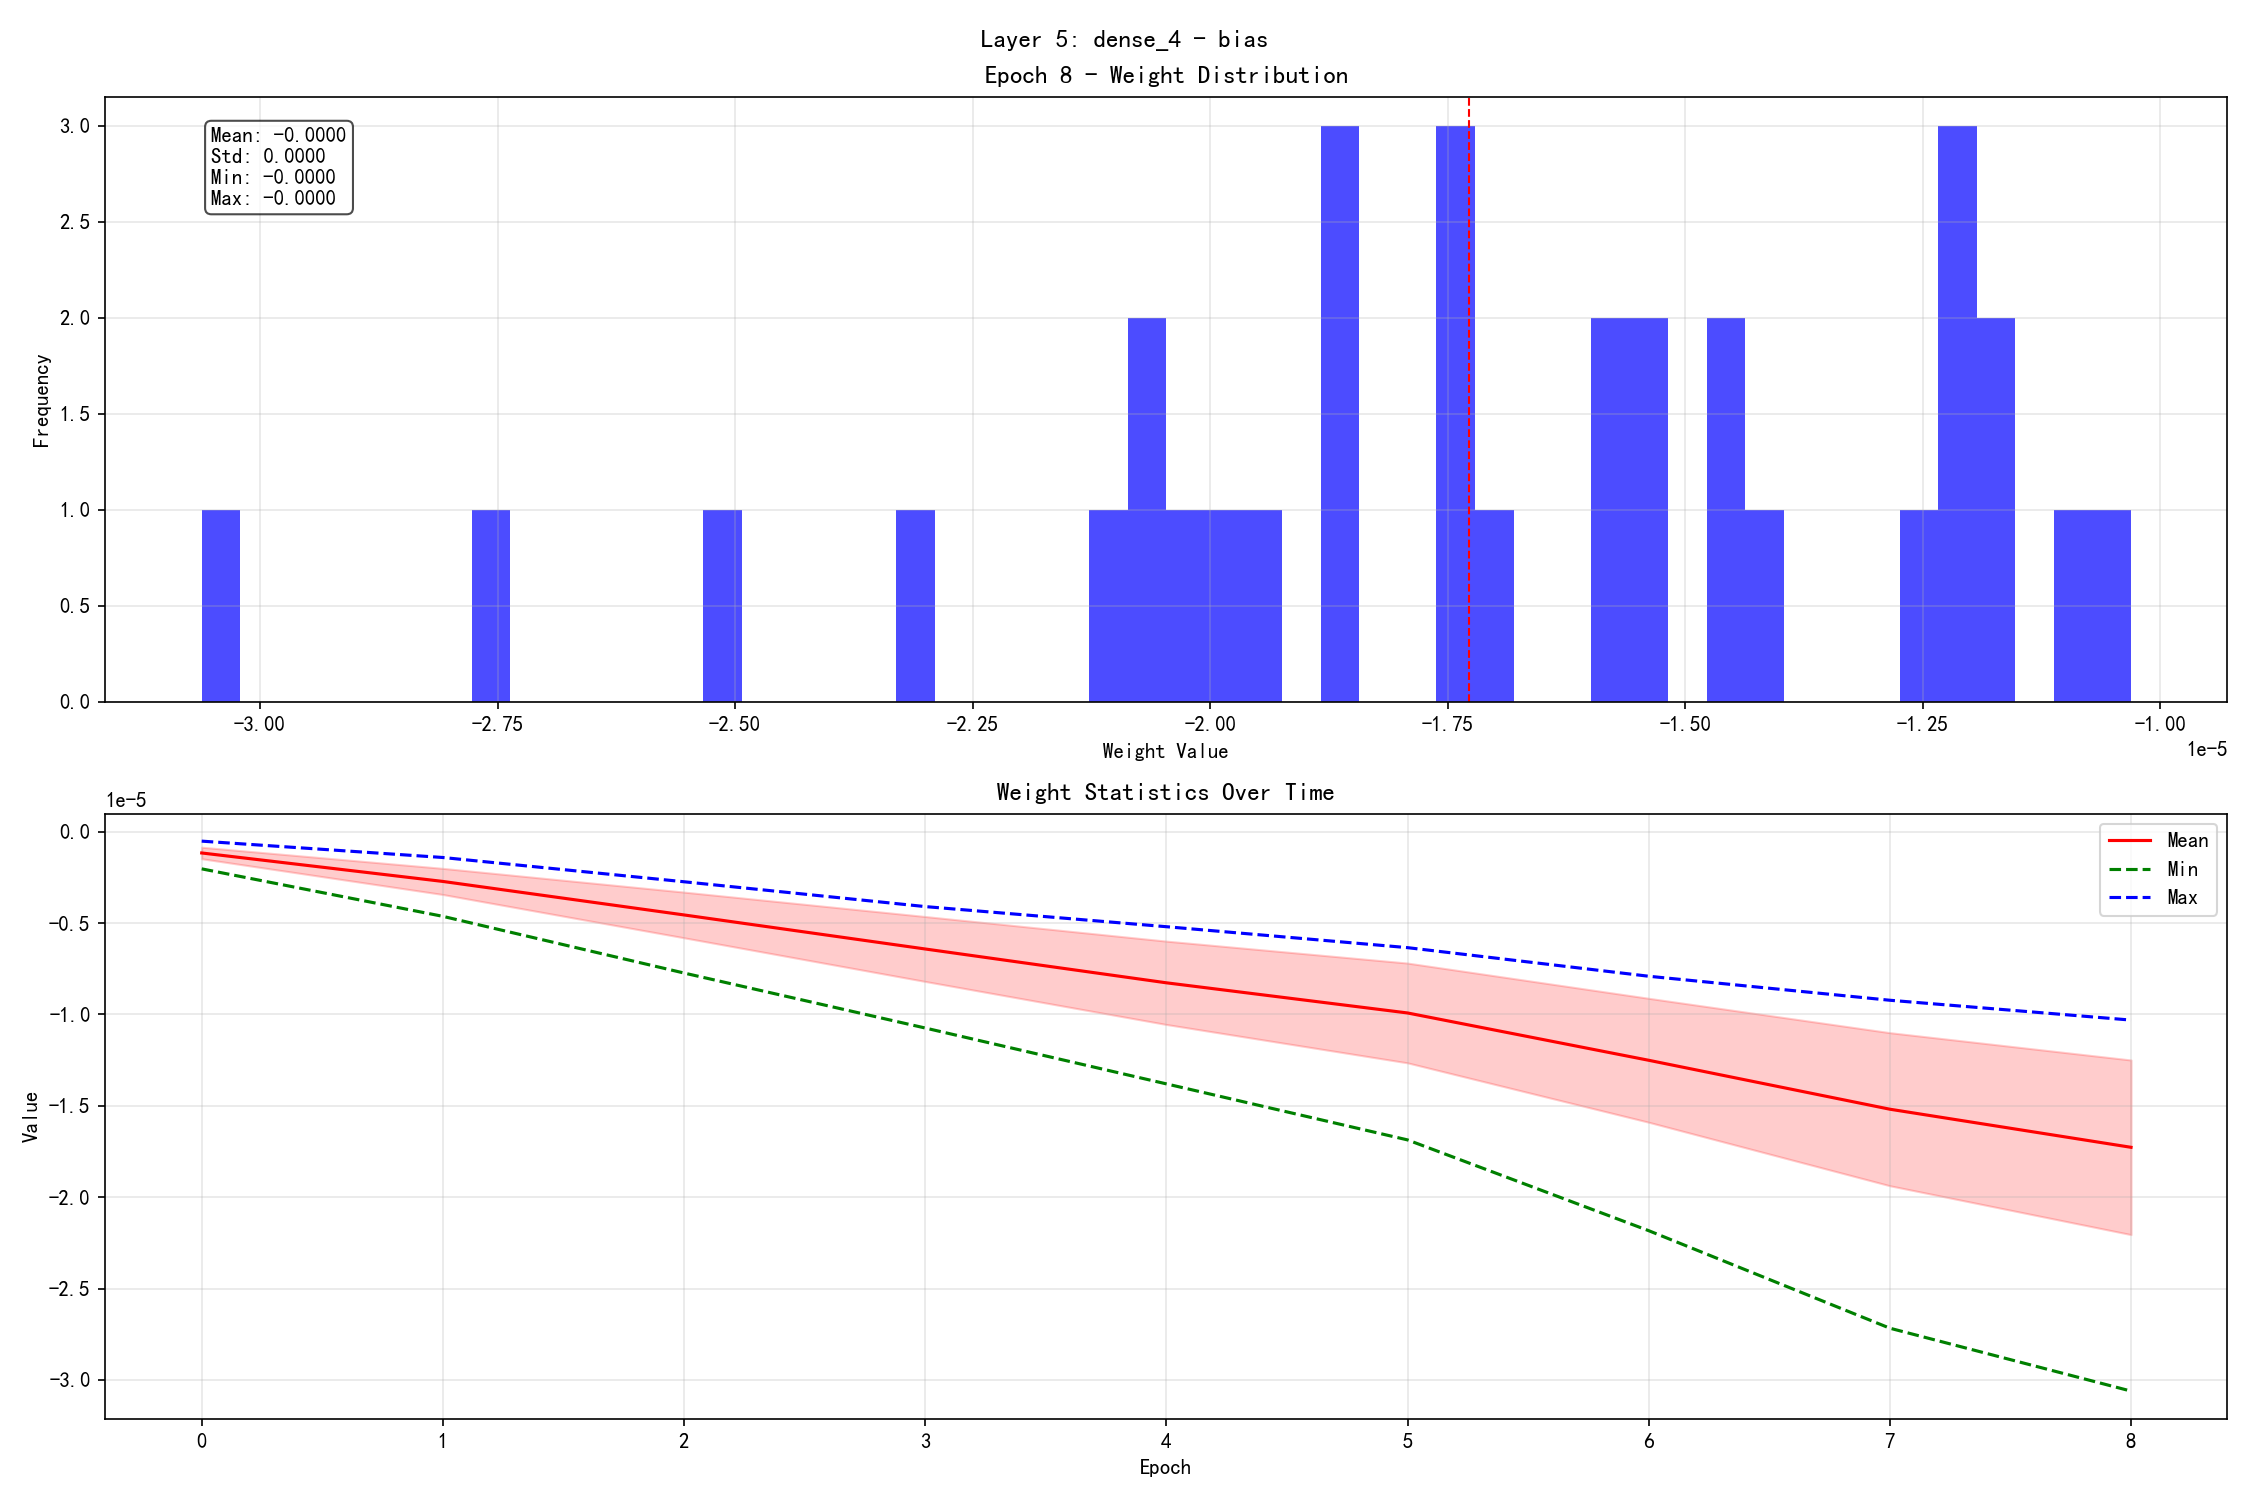 Layer 5: dense_4 - bias
Epoch 8 - Weight Distribution
Mean: -0.0000
Std: 0.0000
Min: -0.0000
Max: -0.0000
3.0
2.5
2.0
1.5
1.0
0.5
0.0
Frequency
-3.00 -2.75 -2.50 -2.25 -2.00 -1.75 -1.50 -1.25 -1.00
1e-5
Weight Value
Weight Statistics Over Time
1e-5
0.0
-0.5
-1.0
-1.5
-2.0
-2.5
-3.0
Value
Mean
Min
Max
0 1 2 3 4 5 6 7 8
Epoch